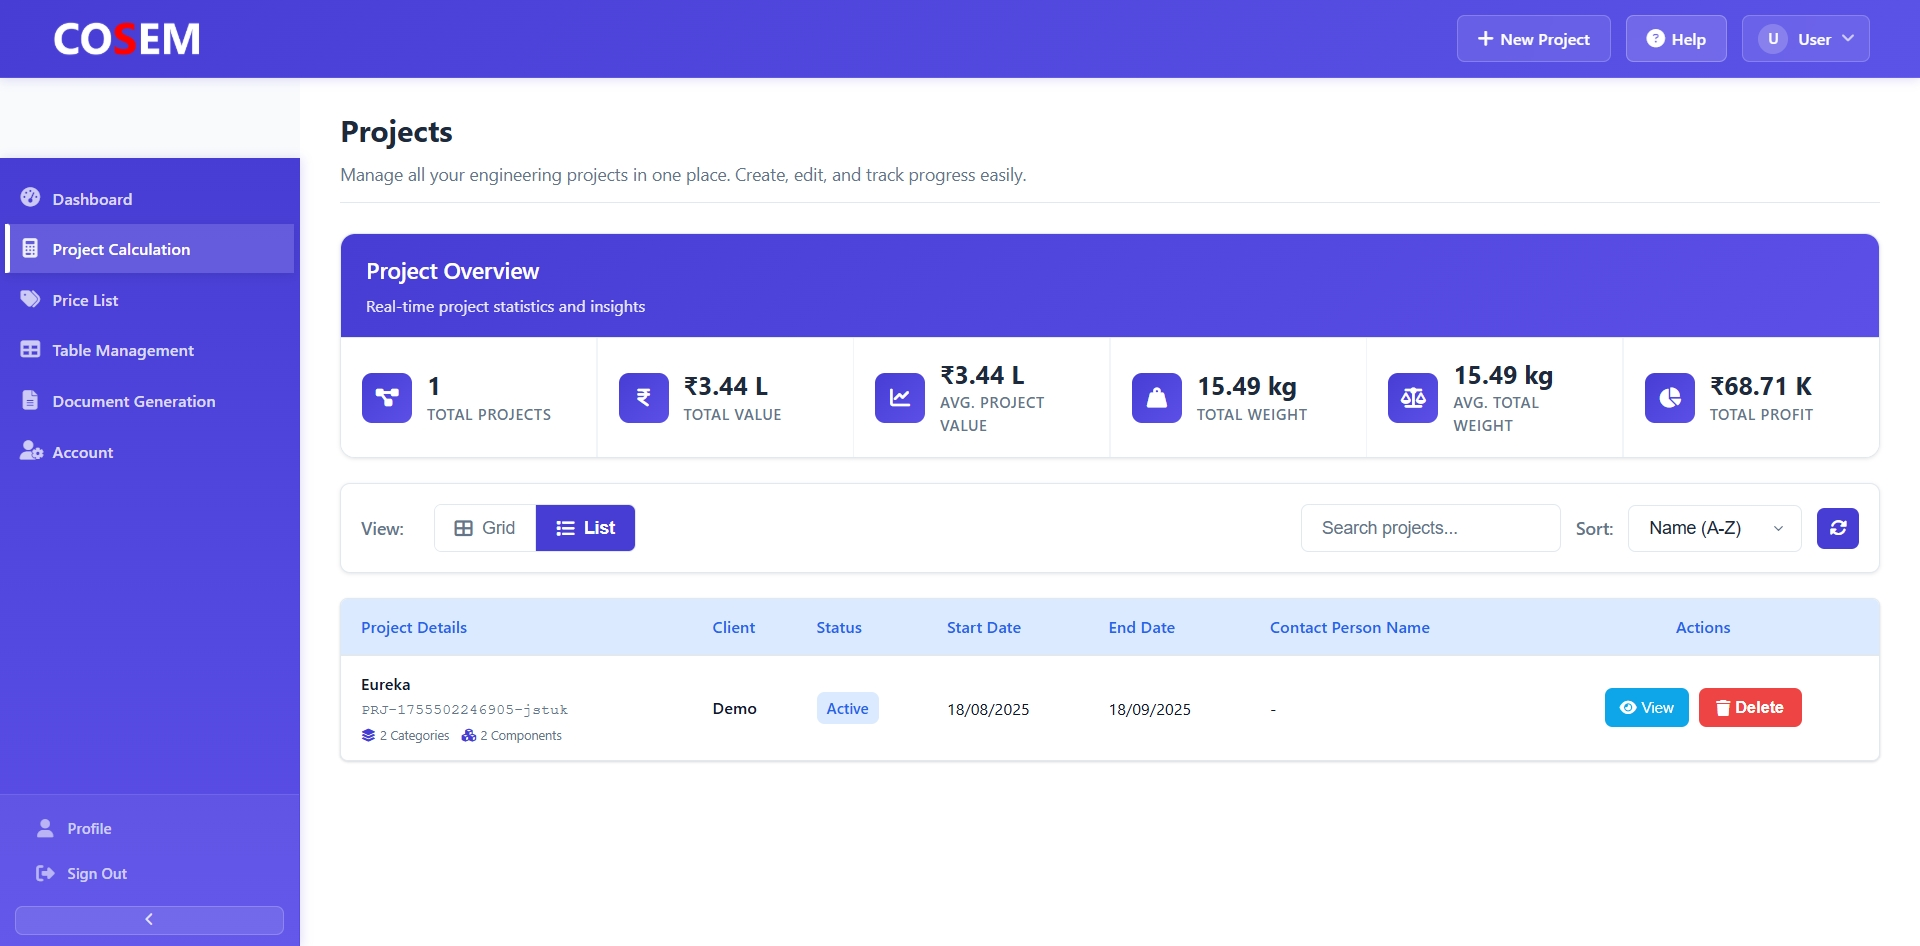 COSEM
New Project
Help
U
User
Dashboard
Project Calculation
Price List
Table Management
Document Generation
Account
Profile
Sign Out
Projects
Manage all your engineering projects in one place. Create, edit, and track progress easily.
Project Overview
Real-time project statistics and insights
1
TOTAL PROJECTS
₹3.44 L
TOTAL VALUE
₹3.44 L
AVG. PROJECT
VALUE
15.49 kg
TOTAL WEIGHT
15.49 kg
AVG. TOTAL
WEIGHT
₹68.71 K
TOTAL PROFIT
View:
Grid
List
Search projects...
Sort:
Name (A-Z)
Project Details
Client
Status
Start Date
End Date
Contact Person Name
Actions
Eureka
PRJ-1755502246905-jstuk
2 Categories
2 Components
Demo
Active
18/08/2025
18/09/2025
-
View
Delete